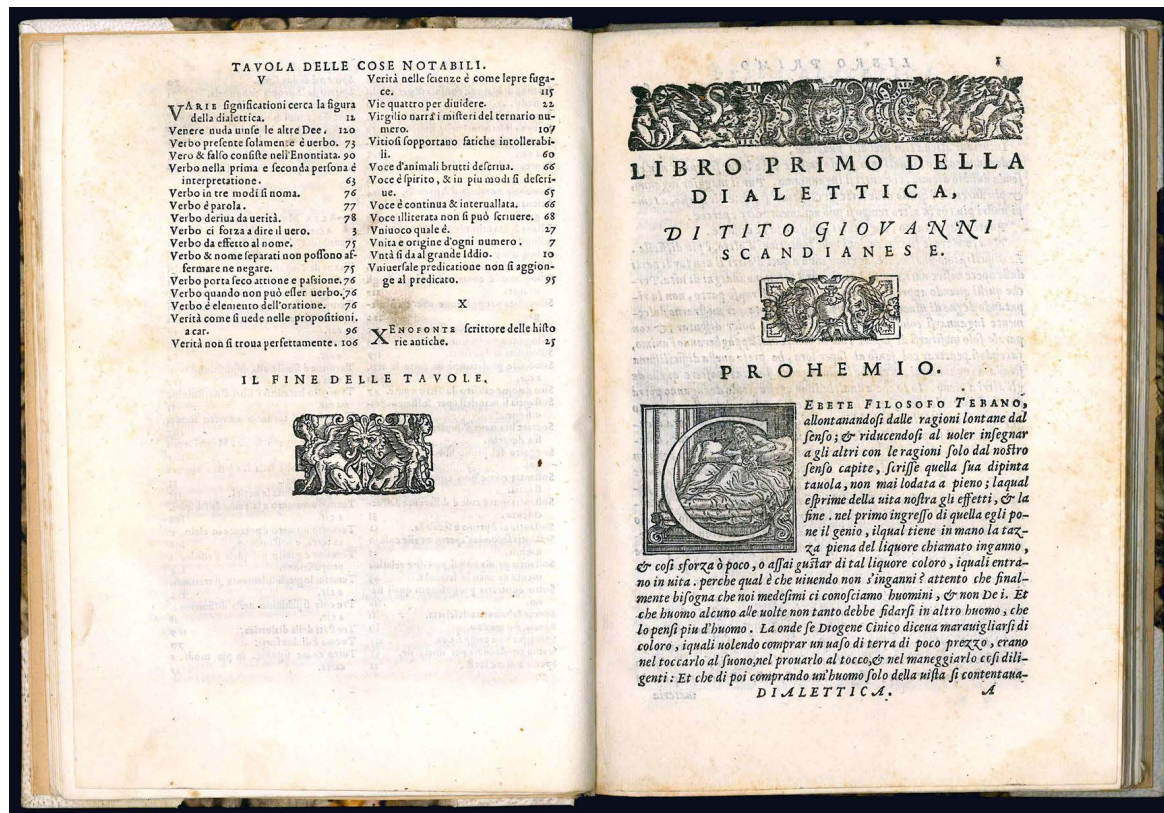 TAVOLA DELLE COSE NOTABILI.
V
VARIE significationi cerca la figura
della dialettica. 12
Venere nuda uinse le altre Dee. 120
Verbo presente solamente è uerbo. 73
Vero & falso consiste nell'Enontiata. 90
Verbo nella prima e seconda persona è
interpretatione. 63
Verbo in tre modi si noma. 76
Verbo è parola. 77
Verbo deriua da uerità. 78
Verbo ci forza a dire il uero. 3
Verbo da effetto al nome. 75
Verbo & nome separati non possono af-
fermare ne negare. 75
Verbo porta seco attione e passione. 76
Verbo quando non può esser uerbo. 76
Verbo è elemento dell'oratione. 76
Verità come si uede nelle propositioni.
a car. 96
Verità non si troua perfettamente. 106
Verità nelle scienze è come lepre fuga-
ce. 115
Vie quattro per diuidere. 22
Virgilio narra i misteri del ternario nu-
mero. 107
Vitiosi sopportano fatiche intollerabi-
li. 60
Voce d'animali brutti descriua. 66
Voce è spirito, & in piu modi si descri-
ue. 65
Voce è continua & interuallata. 66
Voce illiterata non si può scriuere. 68
Vniuoco quale è. 27
Vnita e origine d'ogni numero. 7
Vntà si da al grande Iddio. 10
Vniuersale predicatione non si aggion-
ge al predicato. 95
X
XENOFONTE scrittore delle histo
rie antiche. 25
IL FINE DELLE TAVOLE.
1
LIBRO PRIMO DELLA
DIALETTICA,
DI TITO GIOVANNI
SCANDIANESE.
PROHEMIO.
CEBETE FILOSOFO TEBANO,
allontanandosi dalle ragioni lontane dal
senso; & riducendosi al uoler insegnar
a gli altri con le ragioni solo dal nostro
senso capite, scrisse quella sua dipinta
tauola, non mai lodata a pieno; laqual
esprime della uita nostra gli effetti, & la
fine. nel primo ingresso di quella egli po-
ne il genio, ilqual tiene in mano la taz-
za piena del liquore chiamato inganno,
& cosi sforza ò poco, o assai gustar di tal liquore coloro, iquali entra-
no in uita. perche qual è che uiuendo non s'inganni? attento che final-
mente bisogna che noi medesimi ci conosciamo huomini, & non Dei. Et
che huomo alcuno alle uolte non tanto debbe fidarsi in altro huomo, che
lo pensi piu d'huomo. La onde se Diogene Cinico diceua marauigliarsi di
coloro, iquali uolendo comprar un uaso di terra di poco prezzo, erano
nel toccarlo al suono, nel prouarlo al tocco, & nel maneggiarlo cosi dili-
genti: Et che di poi comprando un'huomo solo della uista si contentaua-
DIALETTICA. A